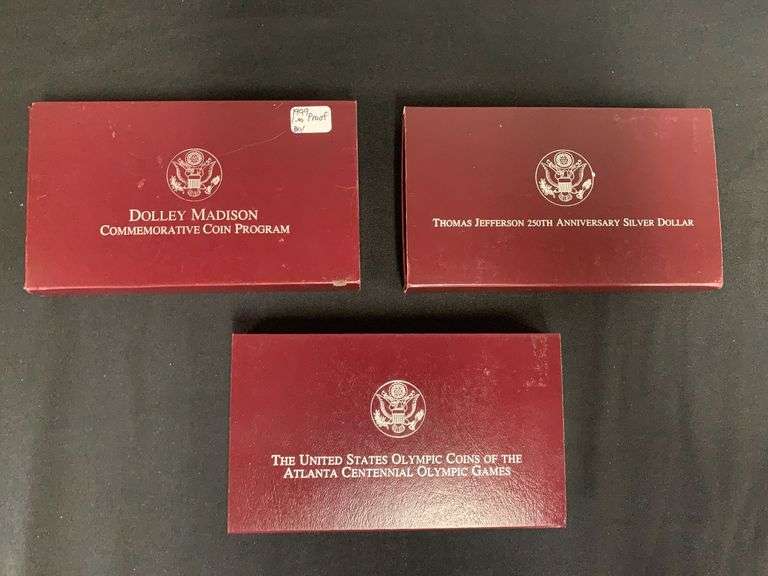 1999
Proof
DOLLEY MADISON
COMMEMORATIVE COIN PROGRAM
THOMAS JEFFERSON 250TH ANNIVERSARY SILVER DOLLAR
THE UNITED STATES OLYMPIC COINS OF THE
ATLANTA CENTENNIAL OLYMPIC GAMES